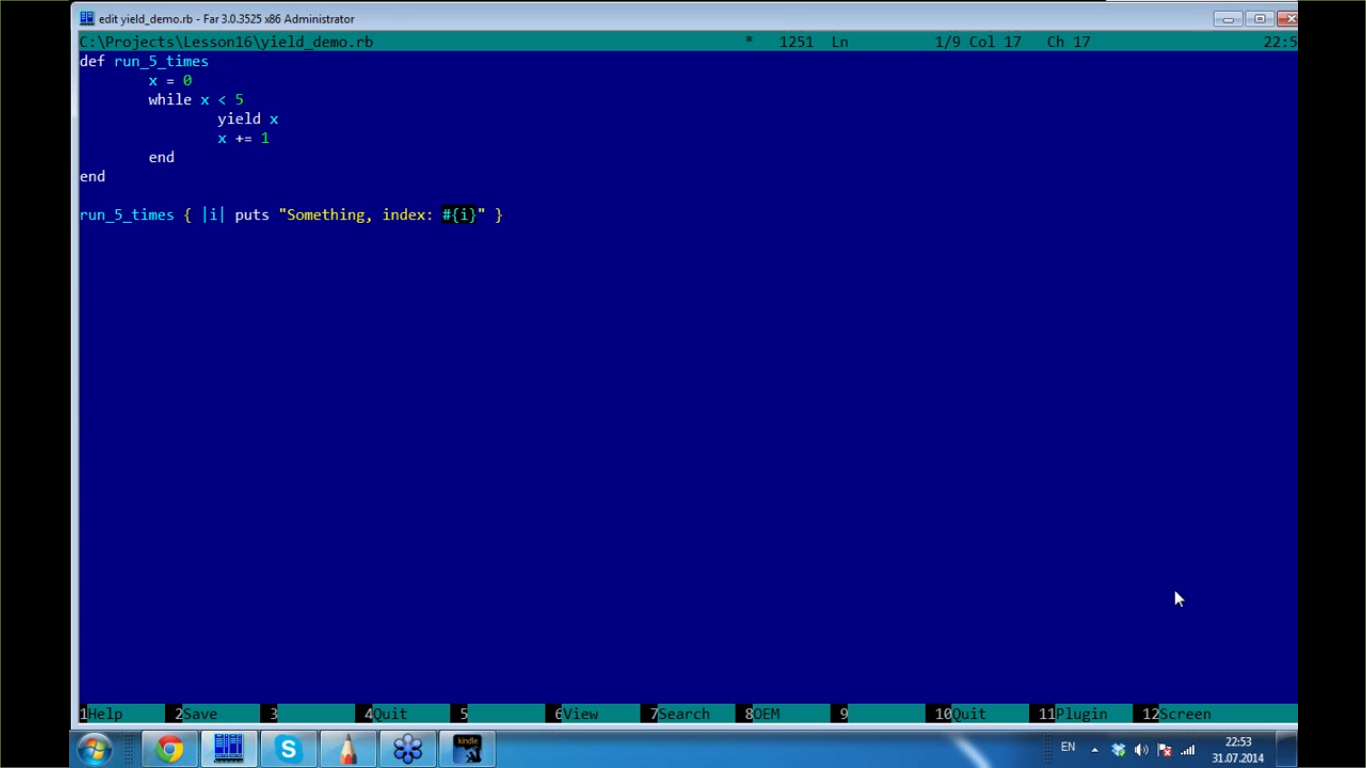 edit yield_demo.rb - Far 3.0.3525 x86 Administrator
C:\Projects\Lesson16\yield_demo.rb * 1251 Ln 1/9 Col 17 Ch 17 22:5
def run_5_times
x = 0
while x < 5
yield x
x += 1
end
end
run_5_times { |i| puts "Something, index: #{i}" }
1Help 2Save 3 4Quit 5 6View 7Search 8OEM 9 10Quit 11Plugin 12Screen
kindle
EN
22:53
31.07.2014